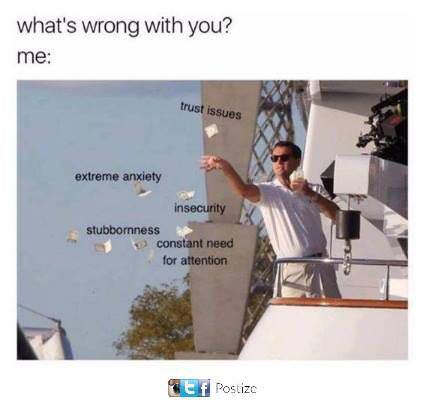 what's wrong with you?
me:
trust issues
extreme anxiety
insecurity
stubbornness
constant need
for attention
Postize